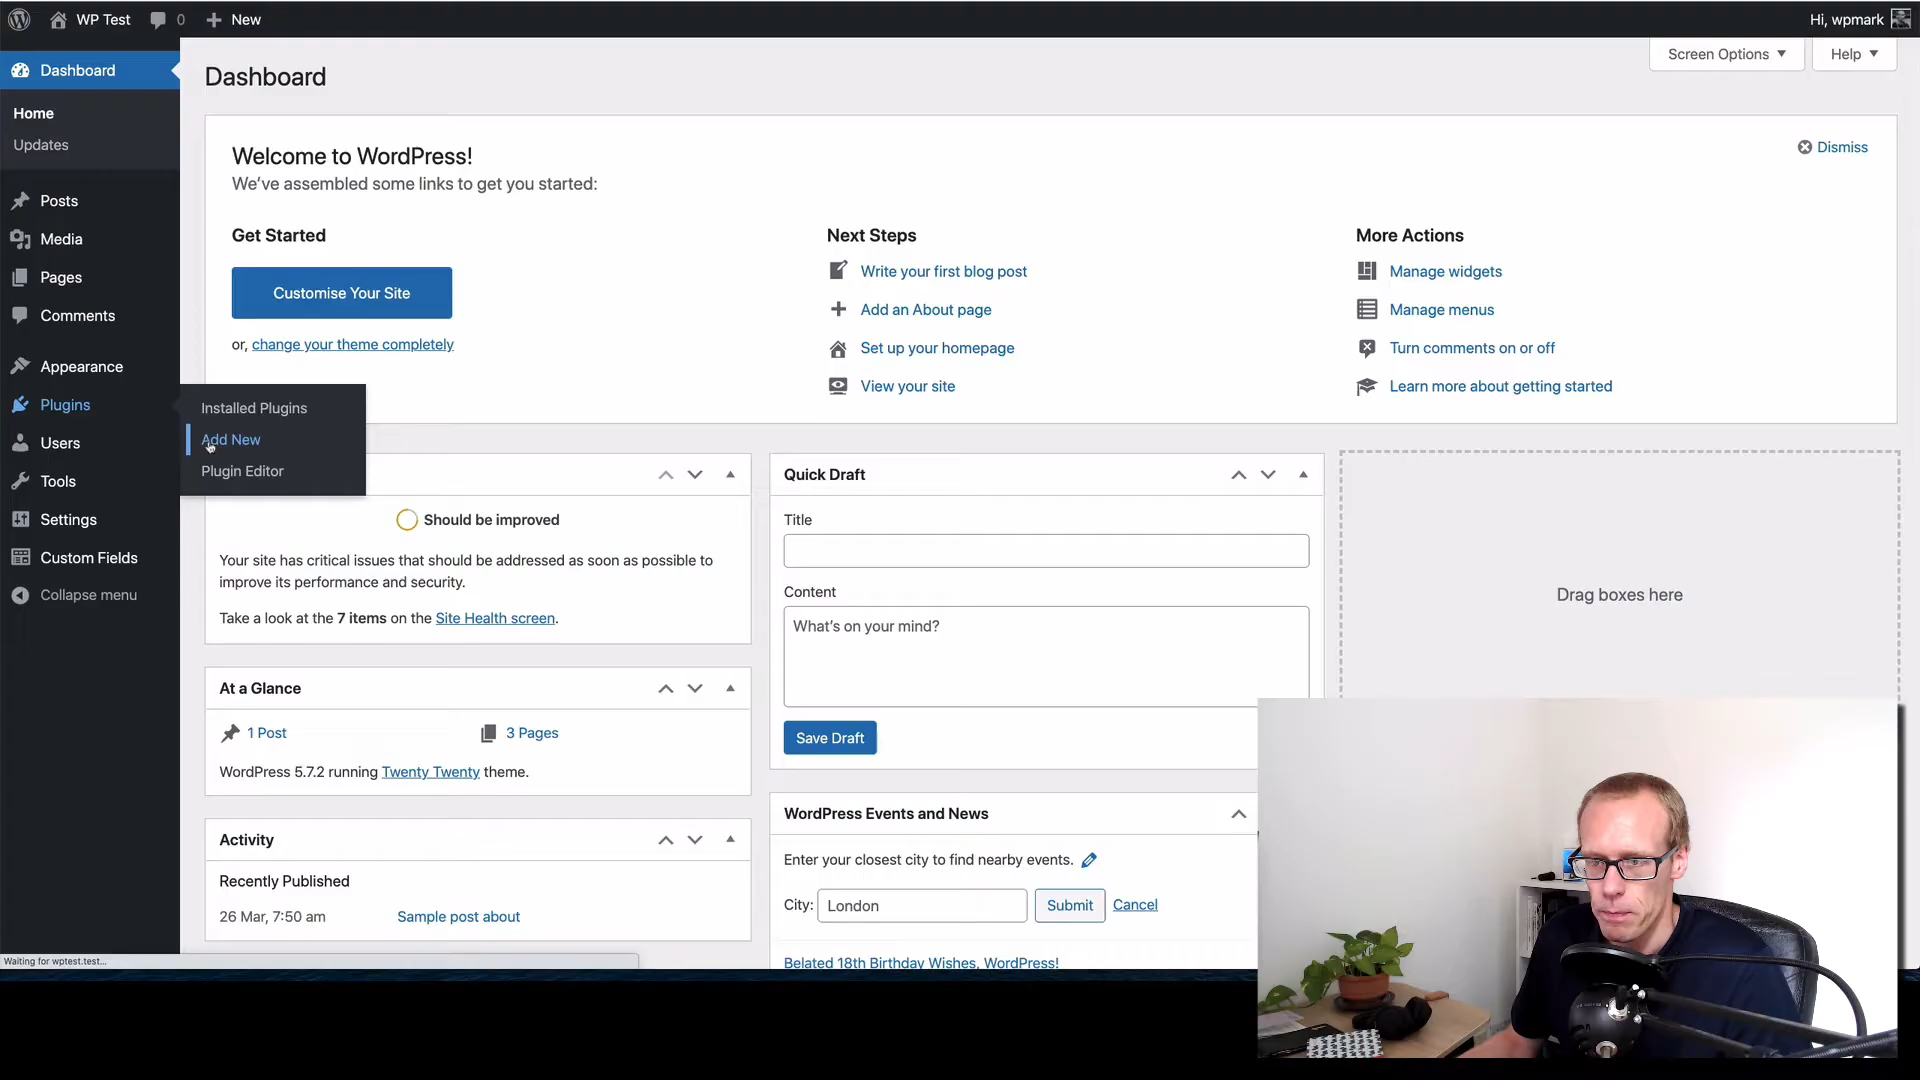 WP Test 0 New Hi, wpmark
Dashboard
Home
Updates
Posts
Media
Pages
Comments
Appearance
Plugins
Users
Tools
Settings
Custom Fields
Collapse menu
Installed Plugins
Add New
Plugin Editor
Screen Options Help
Dashboard
Welcome to WordPress!
We've assembled some links to get you started:
Dismiss
Get Started
Customise Your Site
or, change your theme completely
Next Steps
Write your first blog post
Add an About page
Set up your homepage
View your site
More Actions
Manage widgets
Manage menus
Turn comments on or off
Learn more about getting started
Should be improved
Your site has critical issues that should be addressed as soon as possible to
improve its performance and security.
Take a look at the 7 items on the Site Health screen.
At a Glance
1 Post 3 Pages
WordPress 5.7.2 running Twenty Twenty theme.
Activity
Recently Published
26 Mar, 7:50 am Sample post about
Quick Draft
Title
Content
What's on your mind?
Save Draft
WordPress Events and News
Enter your closest city to find nearby events.
City: London Submit Cancel
Belated 18th Birthday Wishes, WordPress!
Drag boxes here
Waiting for wptest.test...